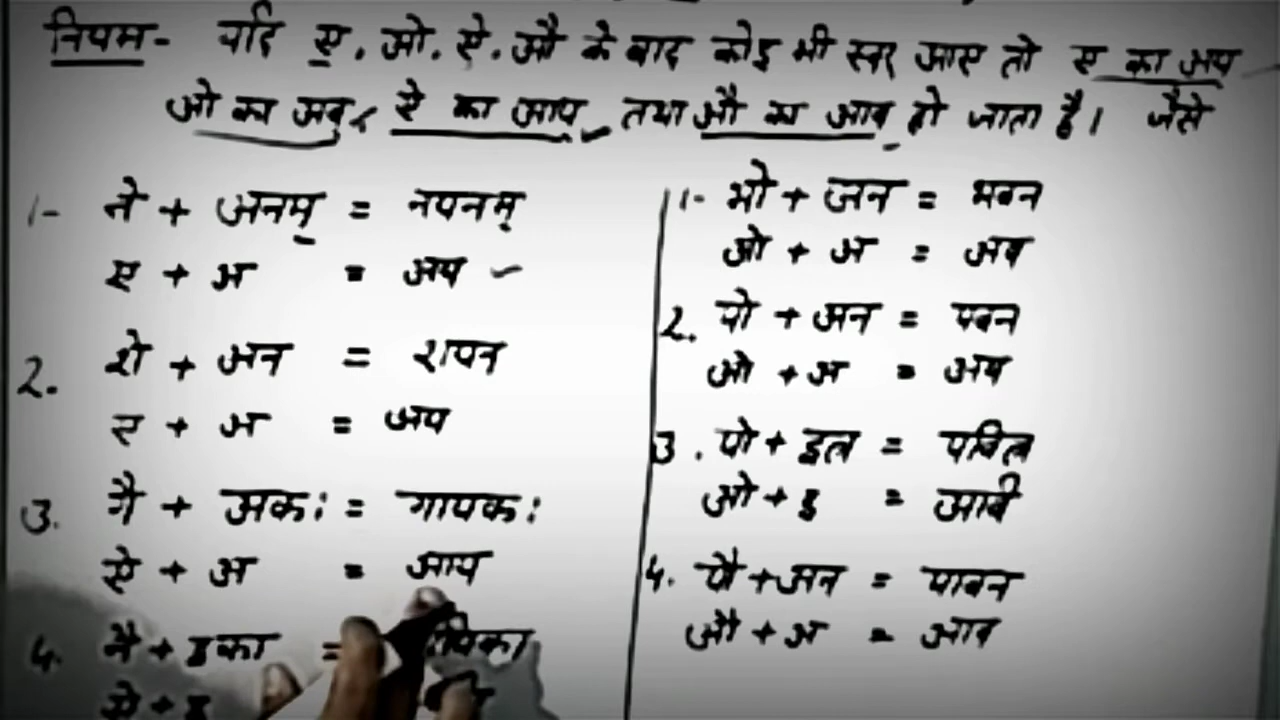 नियम- यदि ए, ओ, ऐ, औ के बाद कोइ भी स्वर आए तो ए का अय
ओ का अव, ऐ का आय, तथा औ का आव हो जाता है। जैसे
1- ने + अनम् = नयनम्
ए + अ = अय
2. शे + अन = शयन
ए + अ = अय
3. गै + अकः = गायकः
ऐ + अ = आय
4. नै + इका =
ऐ + इ
1- भो + अन = भवन
ओ + अ = अव
2. पो + अन = पवन
ओ + अ = अव
3. पो + इत्र = पवित्र
ओ + इ = आवि
4. पौ + अन = पावन
औ + अ = आव